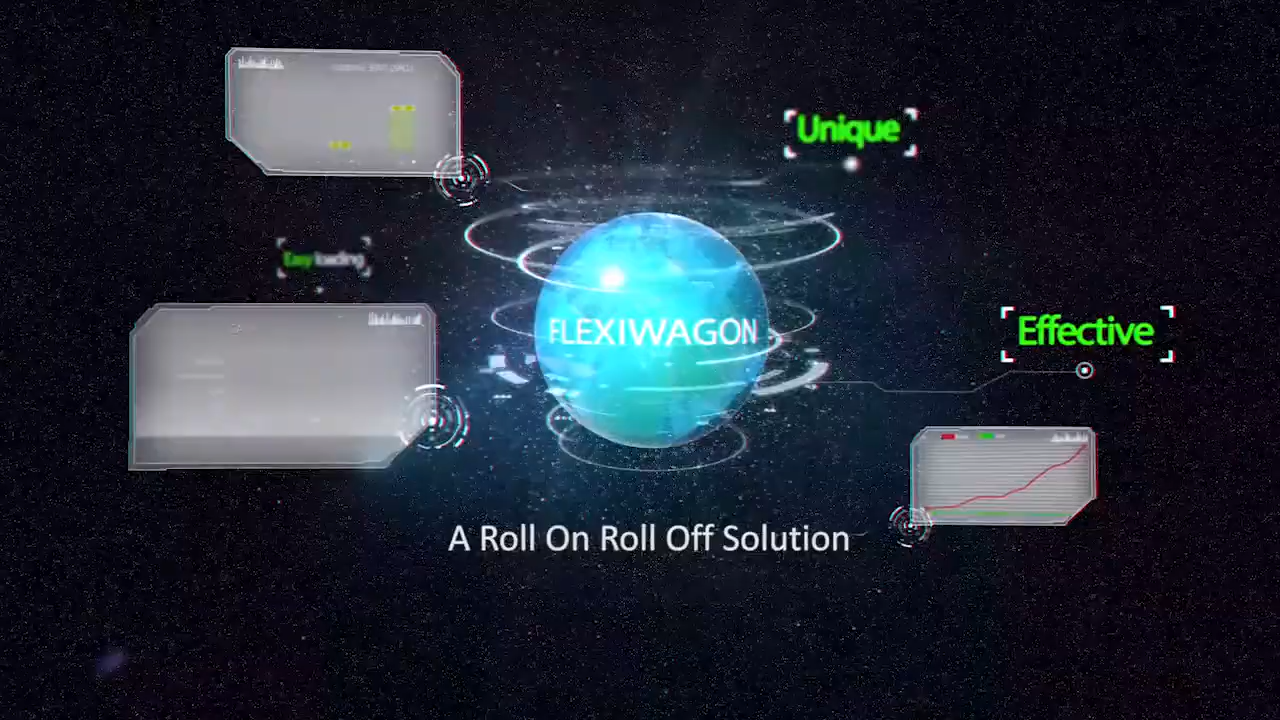 Unique
Easy loading
Effective
FLEXIWAGON
A Roll On Roll Off Solution